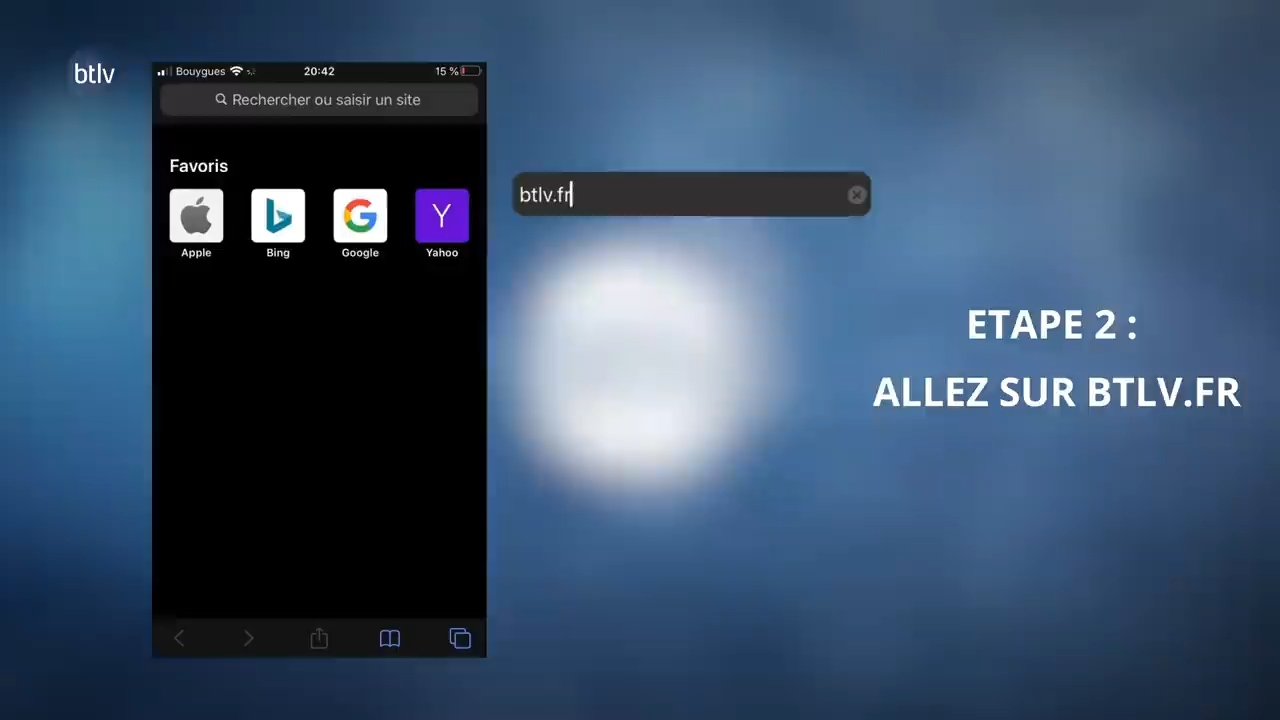 btlv
Bouygues 20:42 15 %
Rechercher ou saisir un site
Favoris
Apple Bing Google Yahoo
btlv.fr
ETAPE 2 :
ALLEZ SUR BTLV.FR